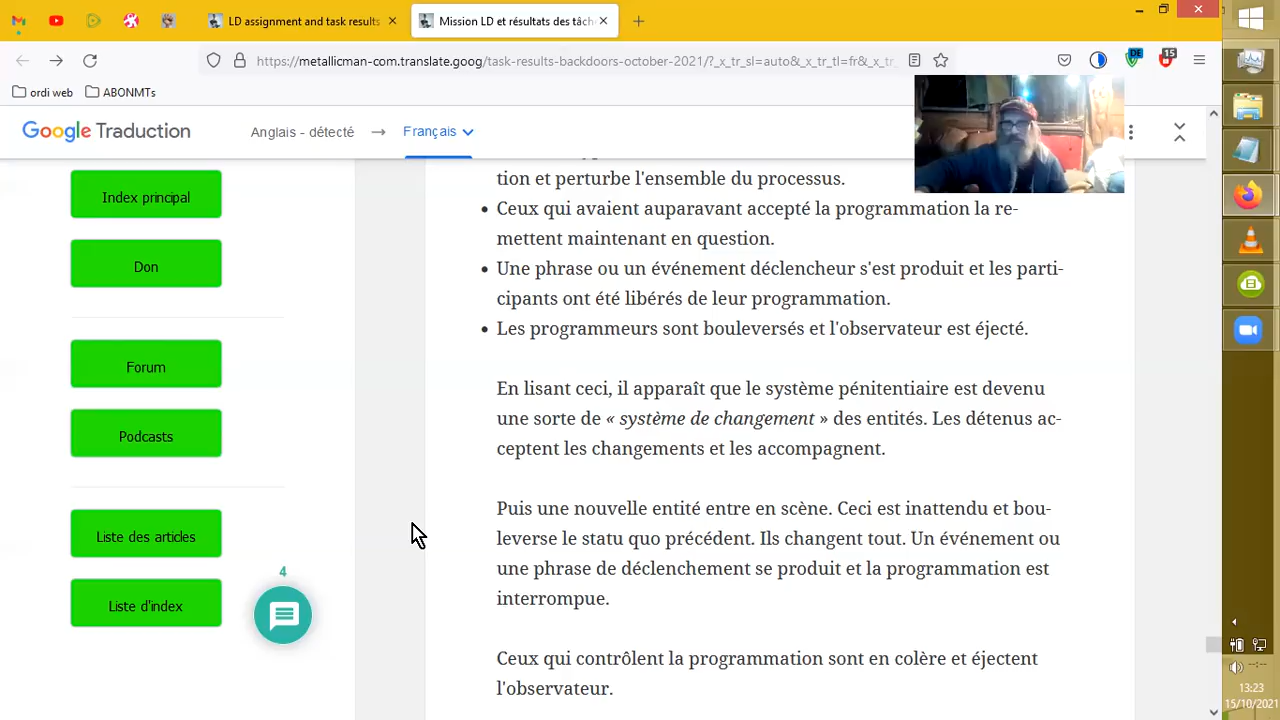 LD assignment and task results
Mission LD et résultats des tâch
https://metallicman-com.translate.goog/task-results-backdoors-october-2021/?_x_tr_sl=auto&_x_tr_tl=fr&_x_tr_
DE
15
ordi web
ABONMTs
Google Traduction
Anglais - détecté
Français
Index principal
Don
Forum
Podcasts
Liste des articles
Liste d'index
4
tion et perturbe l'ensemble du processus.
Ceux qui avaient auparavant accepté la programmation la re-
mettent maintenant en question.
Une phrase ou un événement déclencheur s'est produit et les parti-
cipants ont été libérés de leur programmation.
Les programmeurs sont bouleversés et l'observateur est éjecté.
En lisant ceci, il apparaît que le système pénitentiaire est devenu
une sorte de « système de changement » des entités. Les détenus ac-
ceptent les changements et les accompagnent.
Puis une nouvelle entité entre en scène. Ceci est inattendu et bou-
leverse le statu quo précédent. Ils changent tout. Un événement ou
une phrase de déclenchement se produit et la programmation est
interrompue.
Ceux qui contrôlent la programmation sont en colère et éjectent
l'observateur.
13:23
15/10/2021